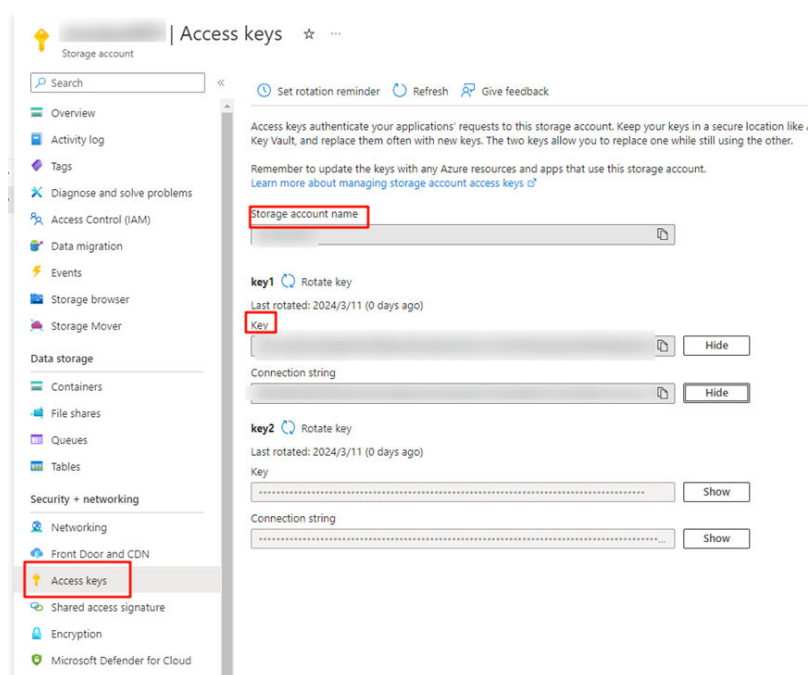 | Access keys
Storage account
Search
Overview
Activity log
Tags
Diagnose and solve problems
Access Control (IAM)
Data migration
Events
Storage browser
Storage Mover
Data storage
Containers
File shares
Queues
Tables
Security + networking
Networking
Front Door and CDN
Access keys
Shared access signature
Encryption
Microsoft Defender for Cloud
Set rotation reminder
Refresh
Give feedback
Access keys authenticate your applications' requests to this storage account. Keep your keys in a secure location like
Key Vault, and replace them often with new keys. The two keys allow you to replace one while still using the other.
Remember to update the keys with any Azure resources and apps that use this storage account.
Learn more about managing storage account access keys
Storage account name
key1 Rotate key
Last rotated: 2024/3/11 (0 days ago)
Key
Hide
Connection string
Hide
key2 Rotate key
Last rotated: 2024/3/11 (0 days ago)
Key
Show
Connection string
Show